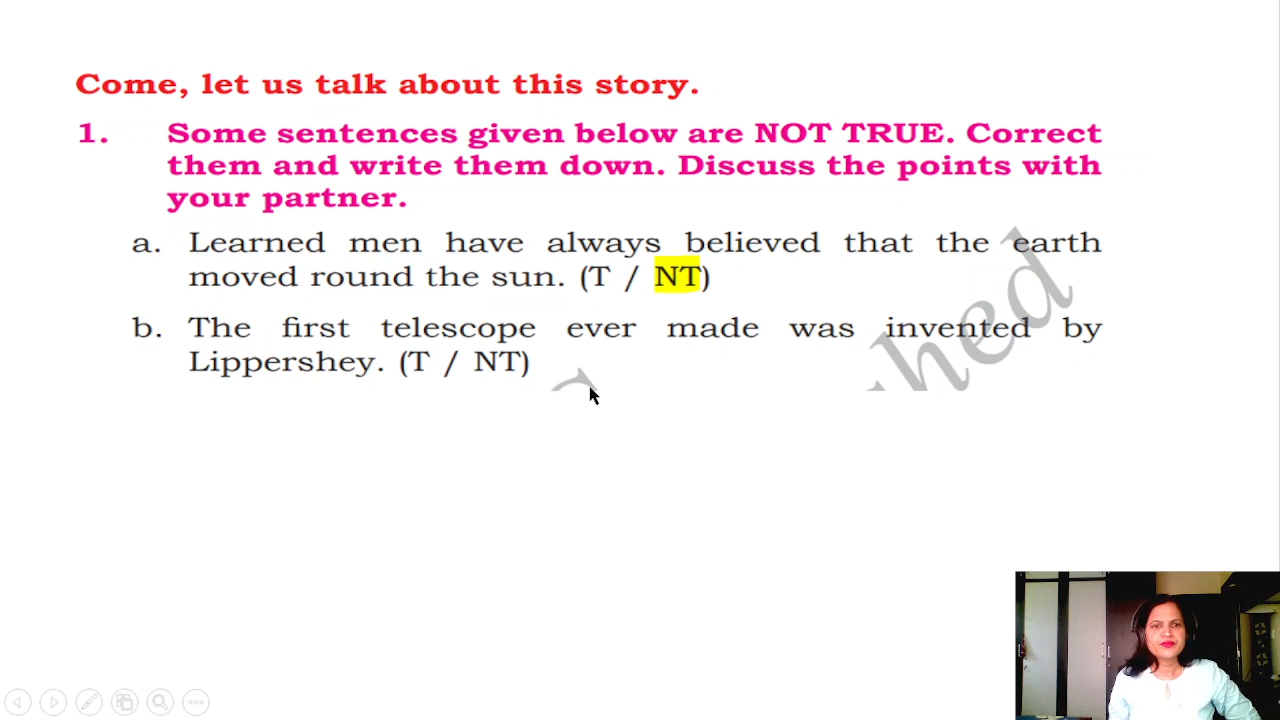 Come, let us talk about this story.
1. Some sentences given below are NOT TRUE. Correct
them and write them down. Discuss the points with
your partner.
a. Learned men have always believed that the earth
moved round the sun. (T / NT)
b. The first telescope ever made was invented by
Lippershey. (T / NT)